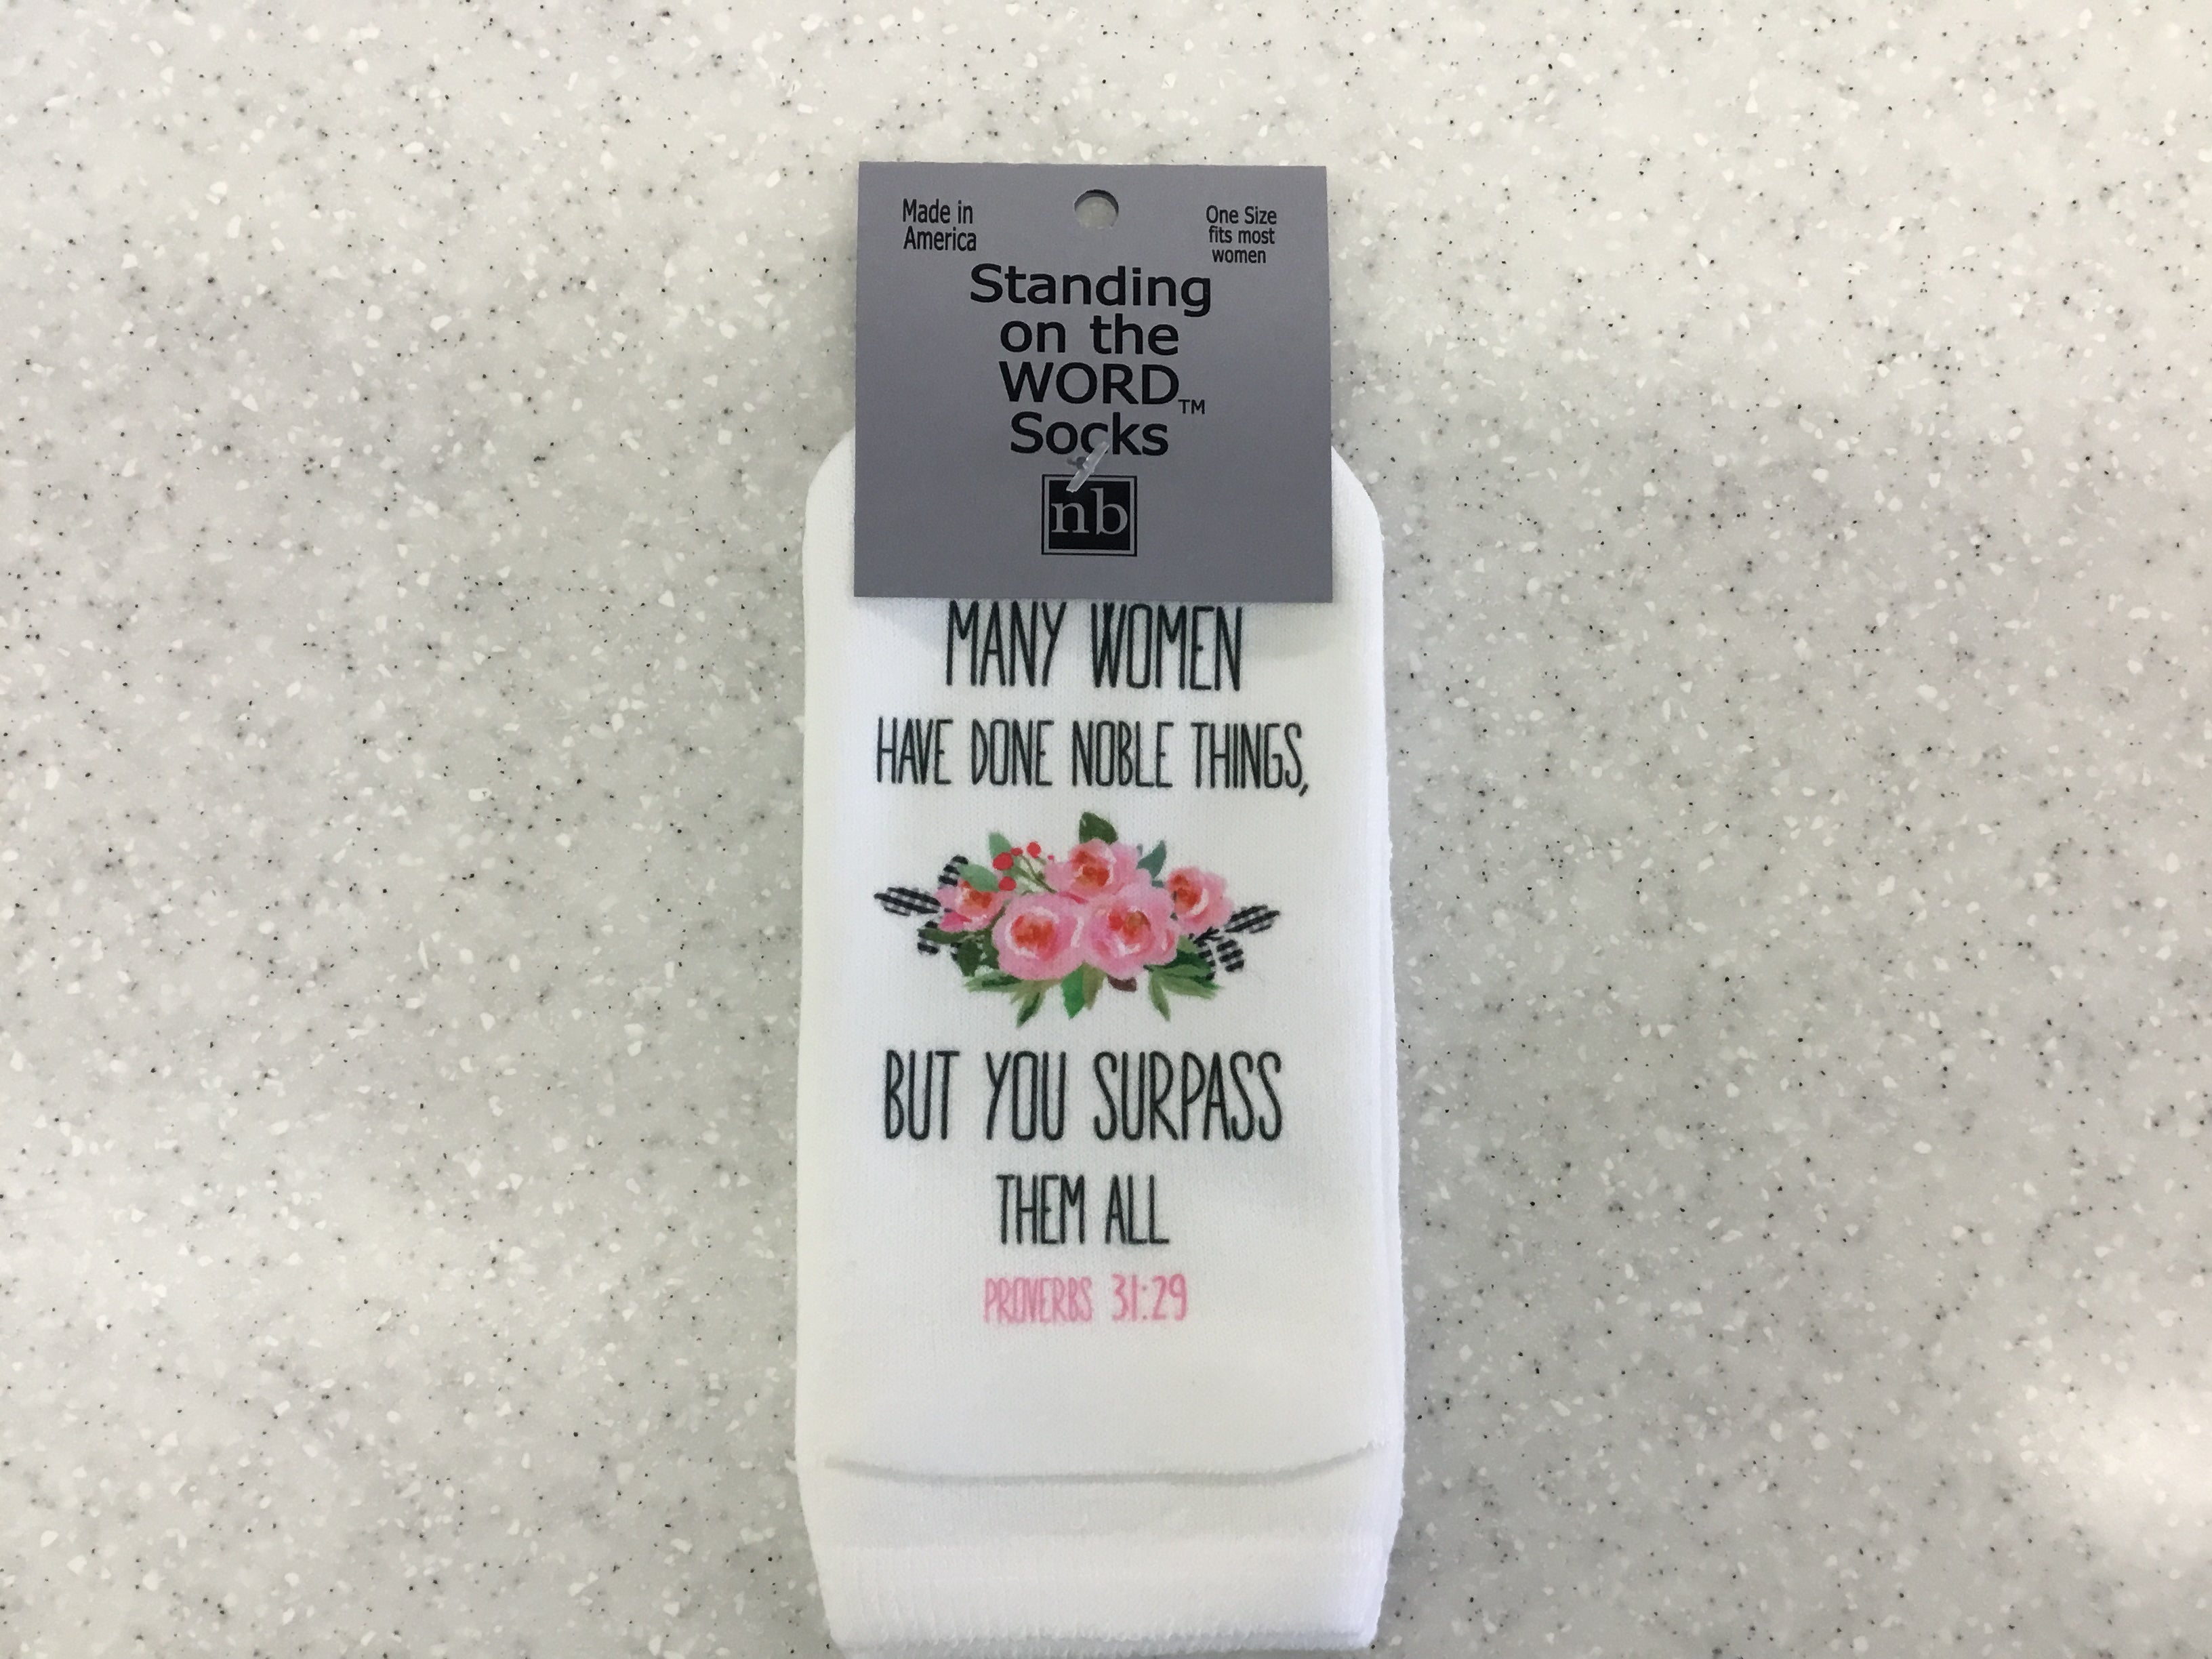 Made in
America
One Size
fits most
women
Standing
on the
WORD™
Socks
nb
MANY WOMEN
HAVE DONE NOBLE THINGS,
BUT YOU SURPASS
THEM ALL
PROVERBS 31:29